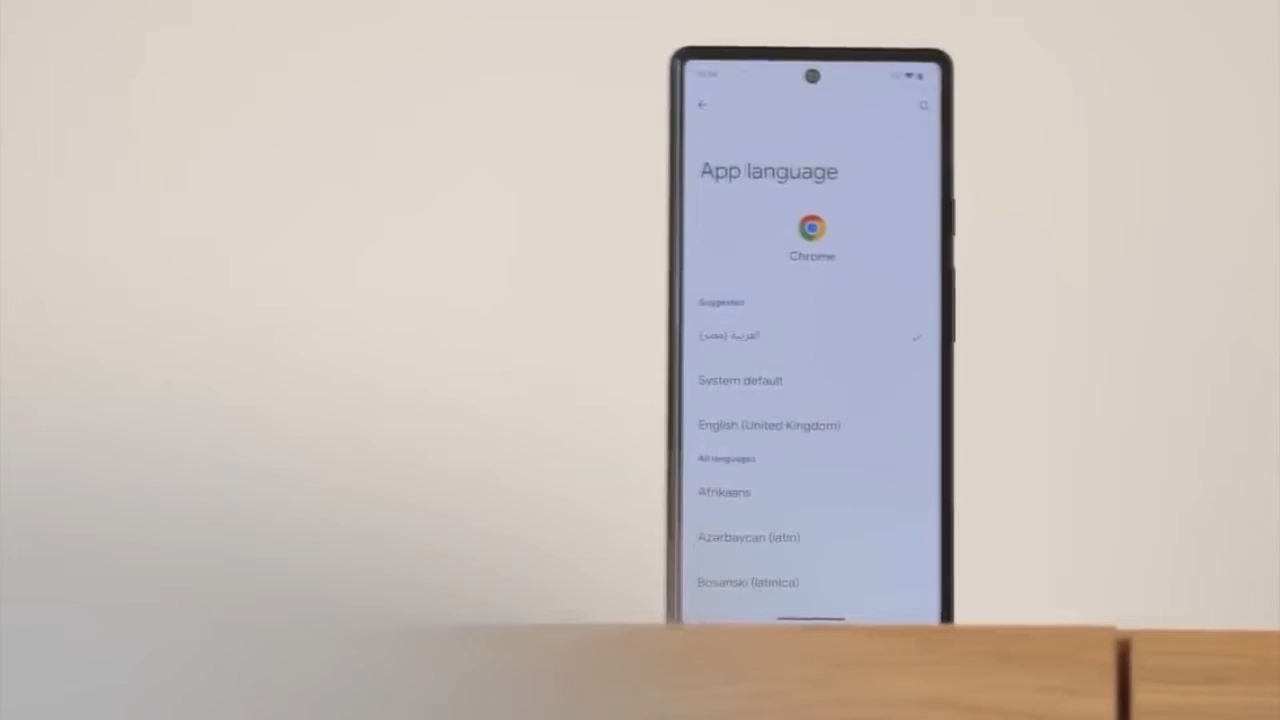 App language
Chrome
Suggested
العربية (مصر)
System default
English (United Kingdom)
All languages
Afrikaans
Azərbaycan (latın)
Bosanski (latinica)